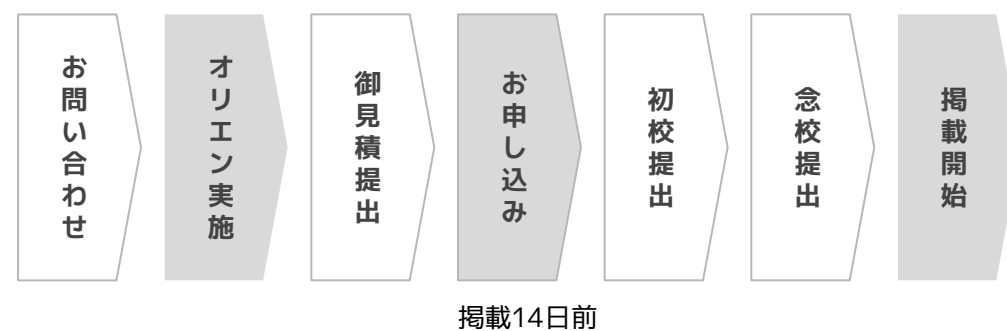 お問い合わせ
オリエン実施
御見積提出
お申し込み
初校提出
念校提出
掲載開始
掲載14日前